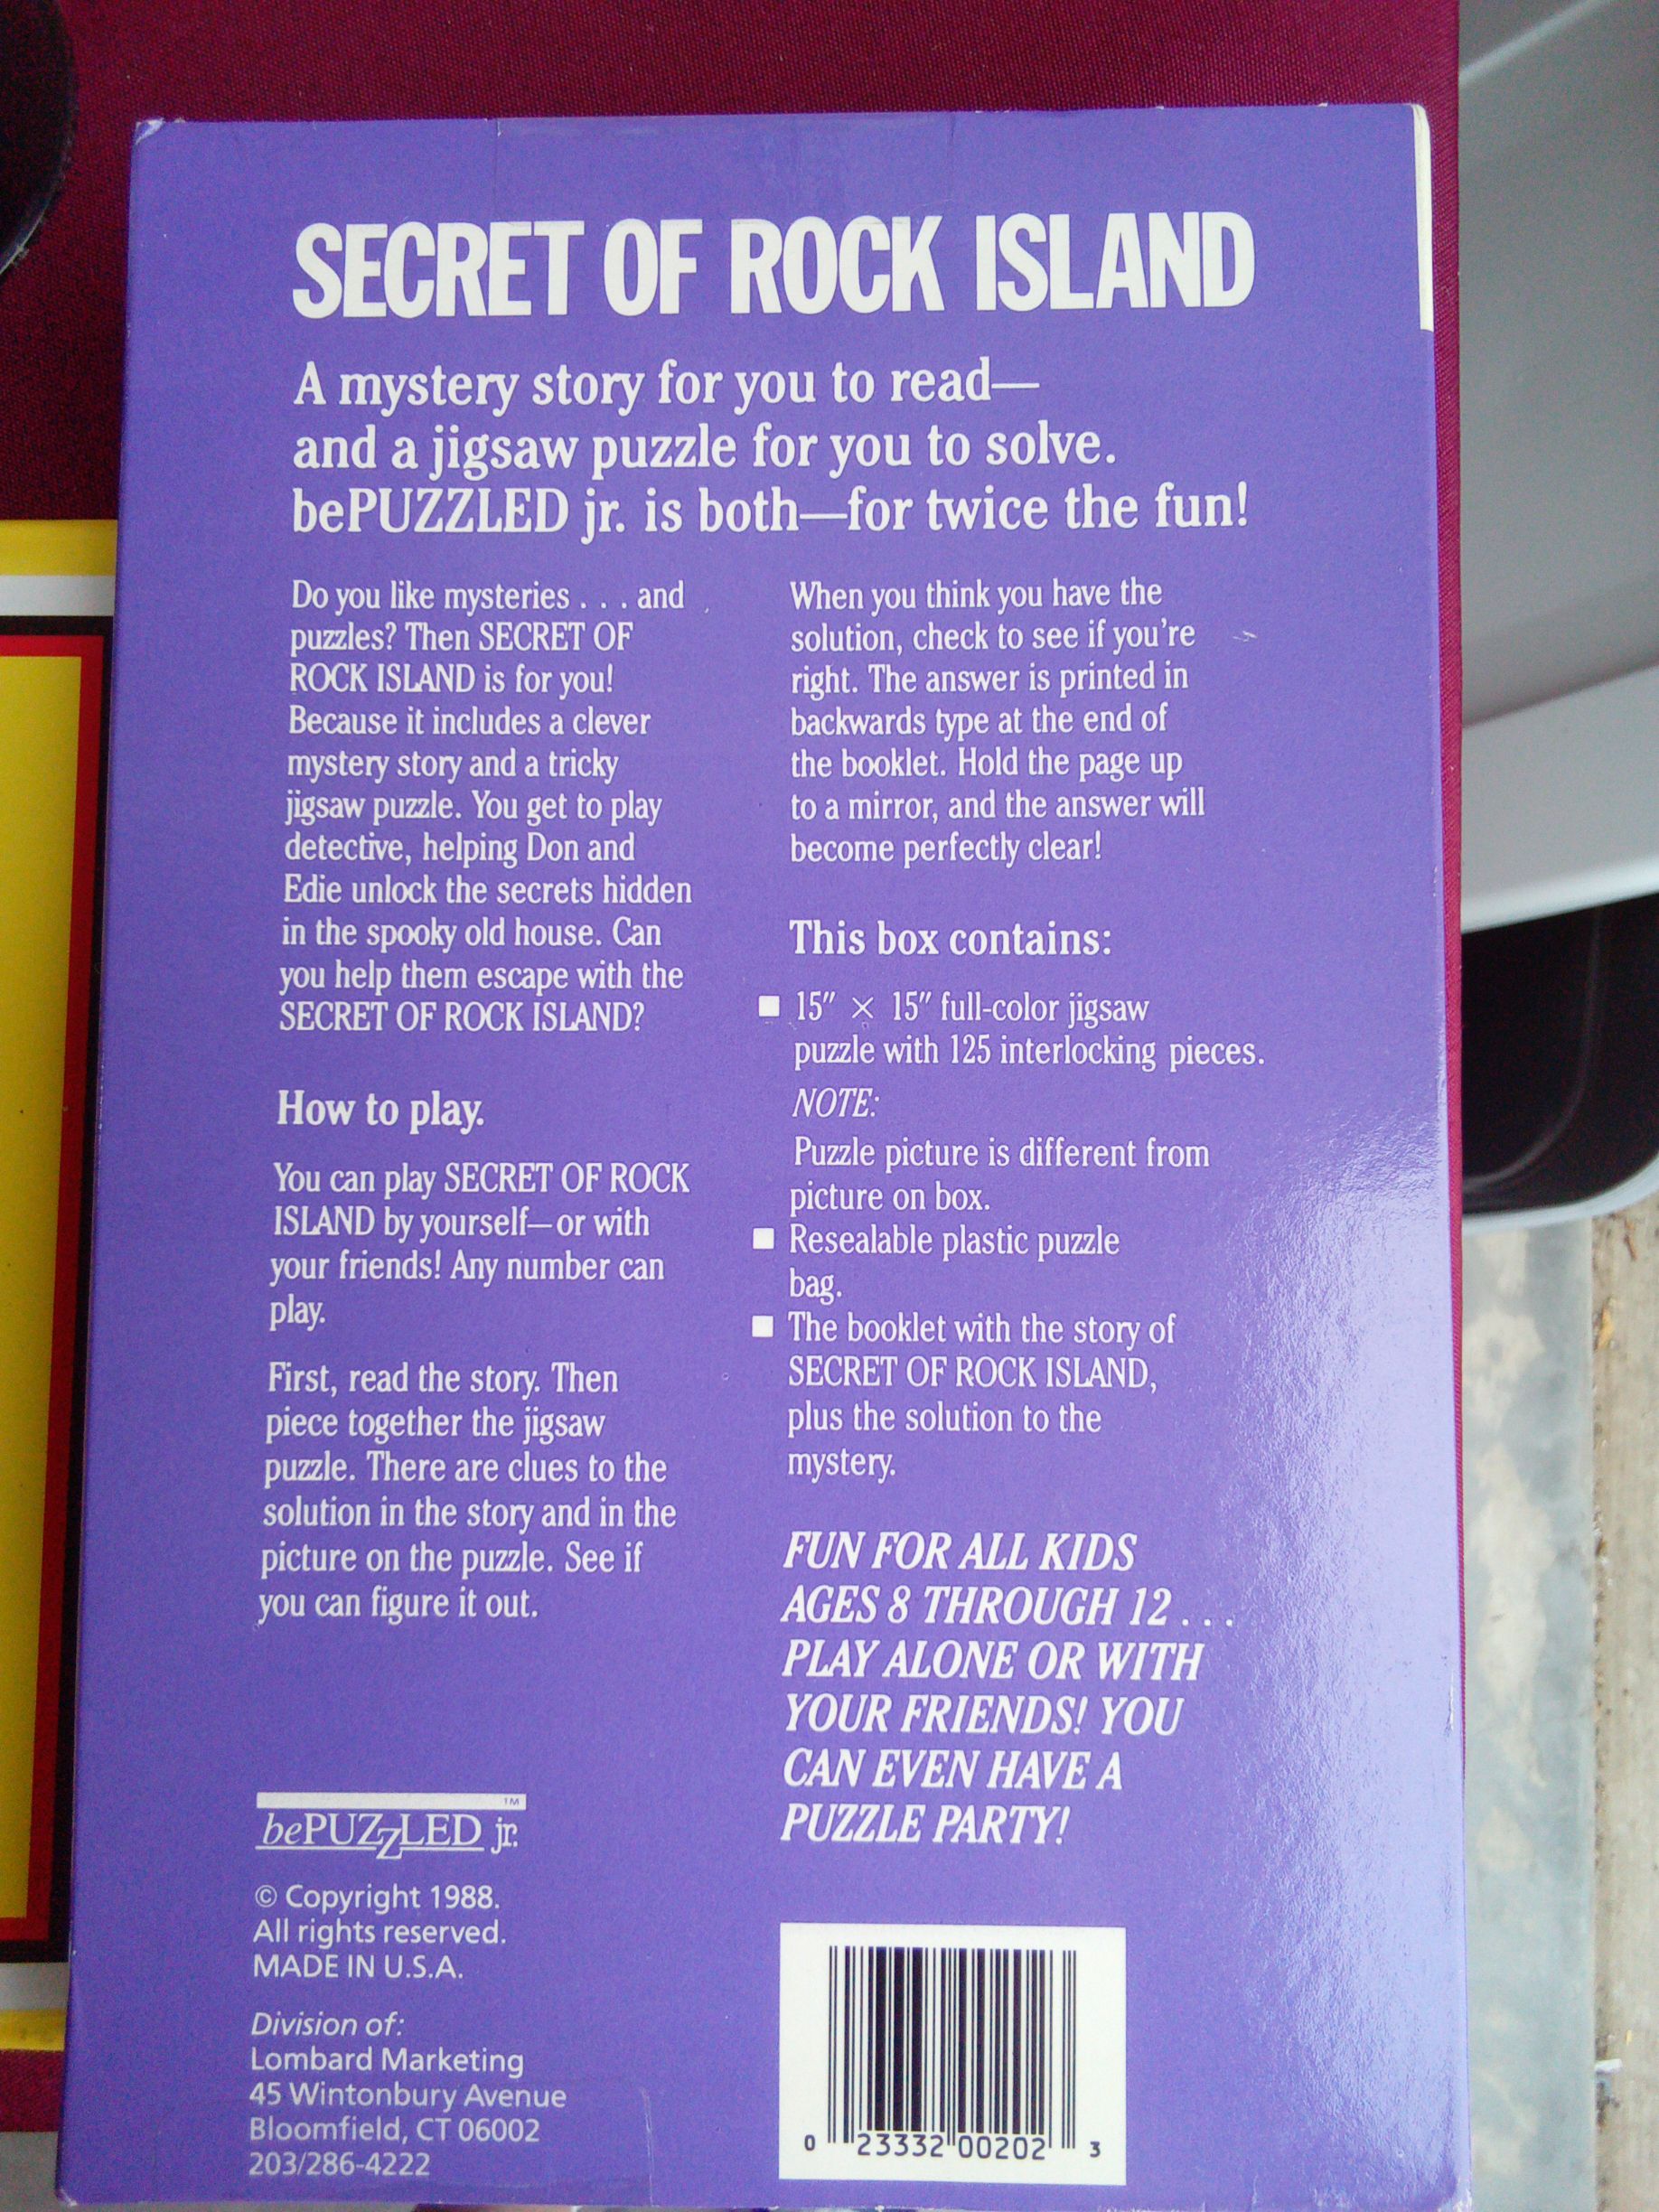 SECRET OF ROCK ISLAND
A mystery story for you to read—
and a jigsaw puzzle for you to solve.
bePUZZLED jr. is both—for twice the fun!
Do you like mysteries . . . and
puzzles? Then SECRET OF
ROCK ISLAND is for you!
Because it includes a clever
mystery story and a tricky
jigsaw puzzle. You get to play
detective, helping Don and
Edie unlock the secrets hidden
in the spooky old house. Can
you help them escape with the
SECRET OF ROCK ISLAND?
How to play.
You can play SECRET OF ROCK
ISLAND by yourself—or with
your friends! Any number can
play.
First, read the story. Then
piece together the jigsaw
puzzle. There are clues to the
solution in the story and in the
picture on the puzzle. See if
you can figure it out.
bePUZZLED jr. TM
© Copyright 1988.
All rights reserved.
MADE IN U.S.A.
Division of:
Lombard Marketing
45 Wintonbury Avenue
Bloomfield, CT 06002
203/286-4222
When you think you have the
solution, check to see if you're
right. The answer is printed in
backwards type at the end of
the booklet. Hold the page up
to a mirror, and the answer will
become perfectly clear!
This box contains:
■ 15″ × 15″ full-color jigsaw
puzzle with 125 interlocking pieces.
NOTE:
Puzzle picture is different from
picture on box.
■ Resealable plastic puzzle
bag.
■ The booklet with the story of
SECRET OF ROCK ISLAND,
plus the solution to the
mystery.
FUN FOR ALL KIDS
AGES 8 THROUGH 12 . . .
PLAY ALONE OR WITH
YOUR FRIENDS! YOU
CAN EVEN HAVE A
PUZZLE PARTY!
0 23332 00202 3